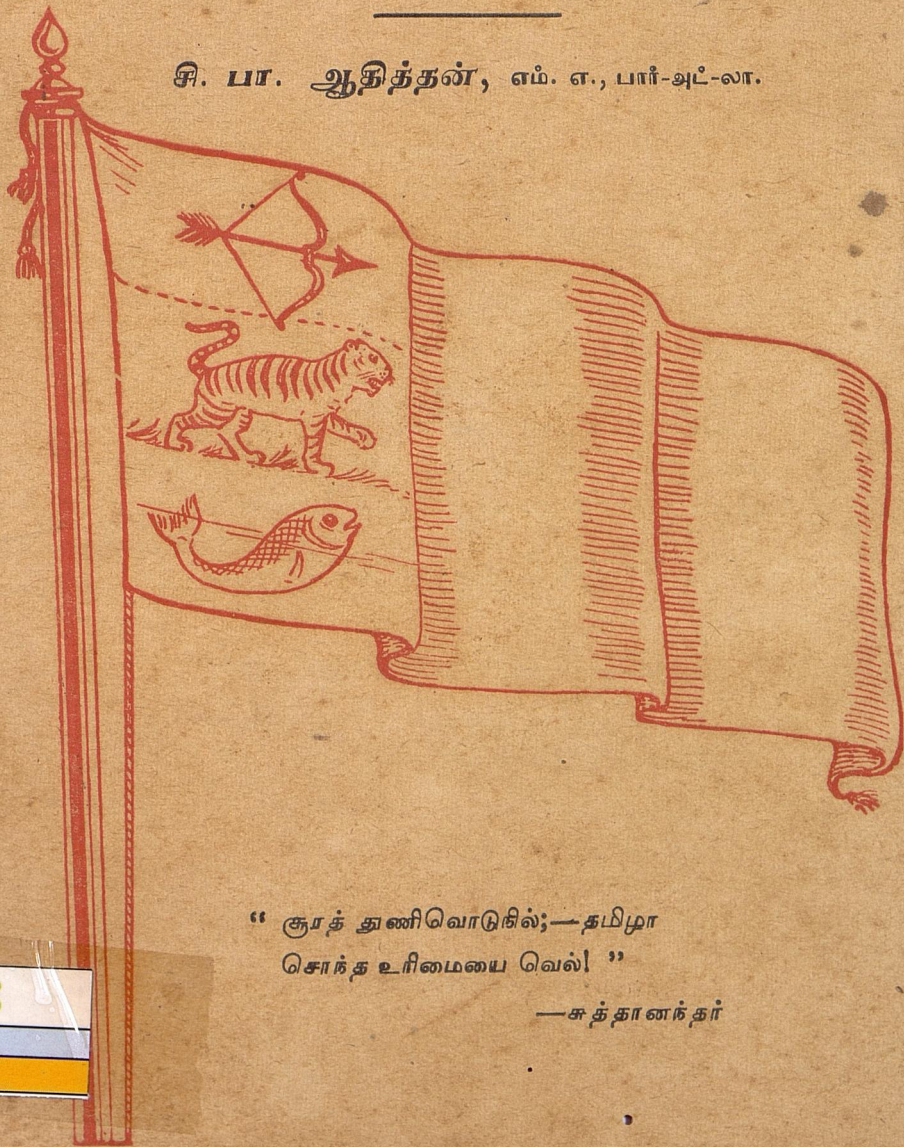 சி. பா. ஆதித்தன், எம். ஏ., பார்-அட்-லா.
“ சூரத் துணிவொடுநில்;—தமிழா
சொந்த உரிமையை வெல்! ”
—சுத்தானந்தர்